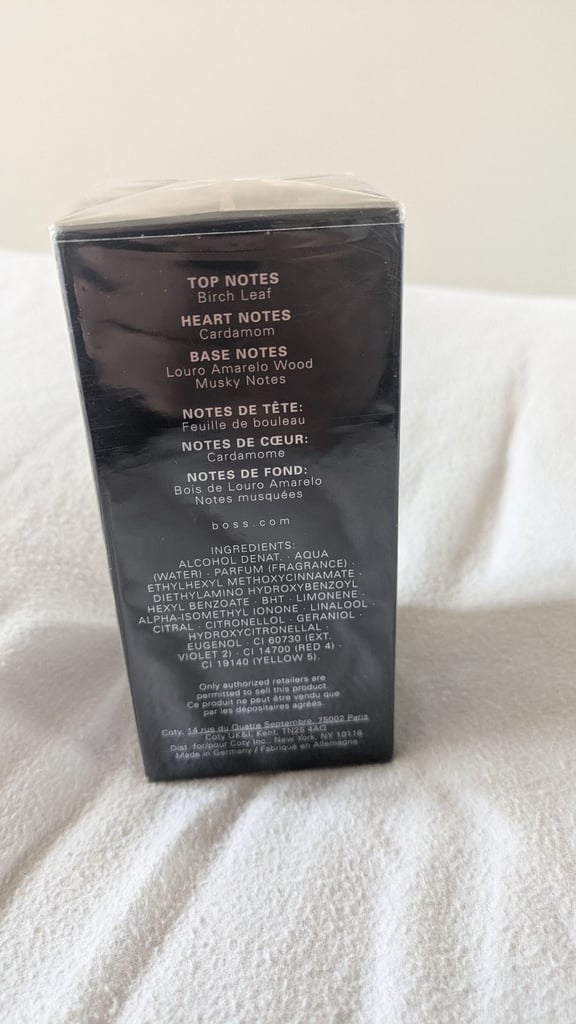 TOP NOTES
Birch Leaf
HEART NOTES
Cardamom
BASE NOTES
Louro Amarelo Wood
Musky Notes
NOTES DE TÊTE:
Feuille de bouleau
NOTES DE CŒUR:
Cardamome
NOTES DE FOND:
Bois de Louro Amarelo
Notes musquées
boss.com
INGREDIENTS:
ALCOHOL DENAT. · AQUA
(WATER) · PARFUM (FRAGRANCE) ·
ETHYLHEXYL METHOXYCINNAMATE ·
DIETHYLAMINO HYDROXYBENZOYL
HEXYL BENZOATE · BHT · LIMONENE ·
ALPHA-ISOMETHYL IONONE · LINALOOL ·
CITRAL · CITRONELLOL · GERANIOL ·
HYDROXYCITRONELLAL ·
EUGENOL · CI 60730 (EXT.
VIOLET 2) · CI 14700 (RED 4) ·
CI 19140 (YELLOW 5).
Only authorized retailers are
permitted to sell this product
Ce produit ne peut être vendu que
par les dépositaires agréés.
Coty, 14 rue du Quatre Septembre, 75002 Paris
Coty UK&I, Kent, TN25 4AQ
Dist. for/pour Coty Inc., New York, NY 10118
Made in Germany / Fabriqué en Allemagne